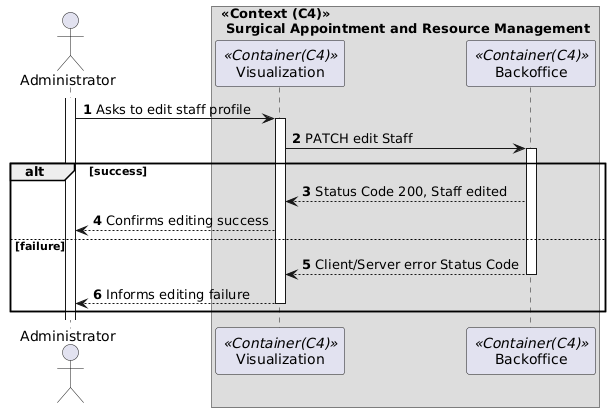 «Context (C4)»
Surgical Appointment and Resource Management
Administrator
«Container(C4)»
Visualization
«Container(C4)»
Backoffice
1 Asks to edit staff profile
2 PATCH edit Staff
alt [success]
3 Status Code 200, Staff edited
4 Confirms editing success
[failure]
5 Client/Server error Status Code
6 Informs editing failure
Administrator
«Container(C4)»
Visualization
«Container(C4)»
Backoffice